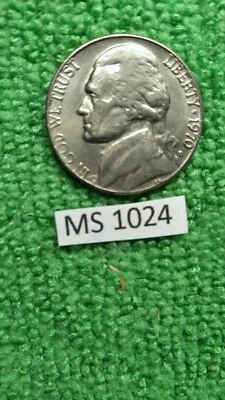 IN GOD WE TRUST
LIBERTY * 1970
MS 1024